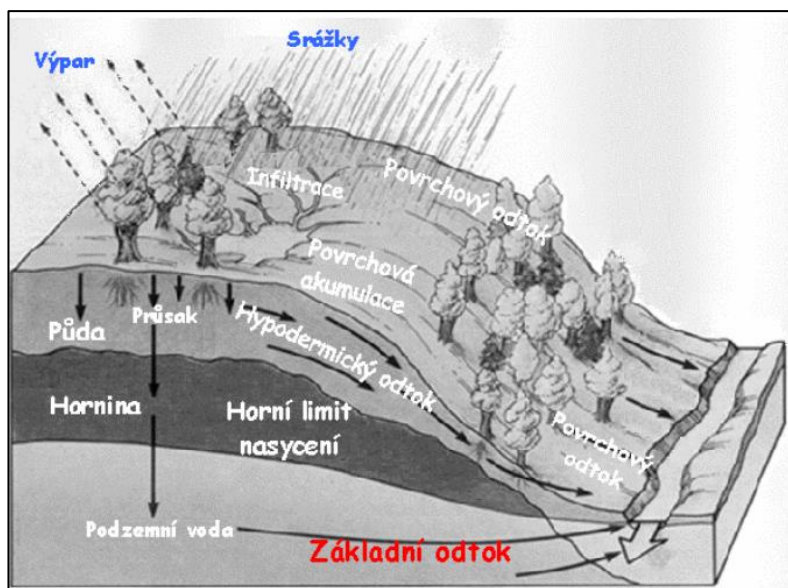 Srážky
Výpar
Infiltrace
Povrchový odtok
Povrchová
akumulace
Průsak
Půda
Hypodermický odtok
Hornina
Horní limit
nasycení
Povrchový
odtok
Podzemní voda
Základní odtok